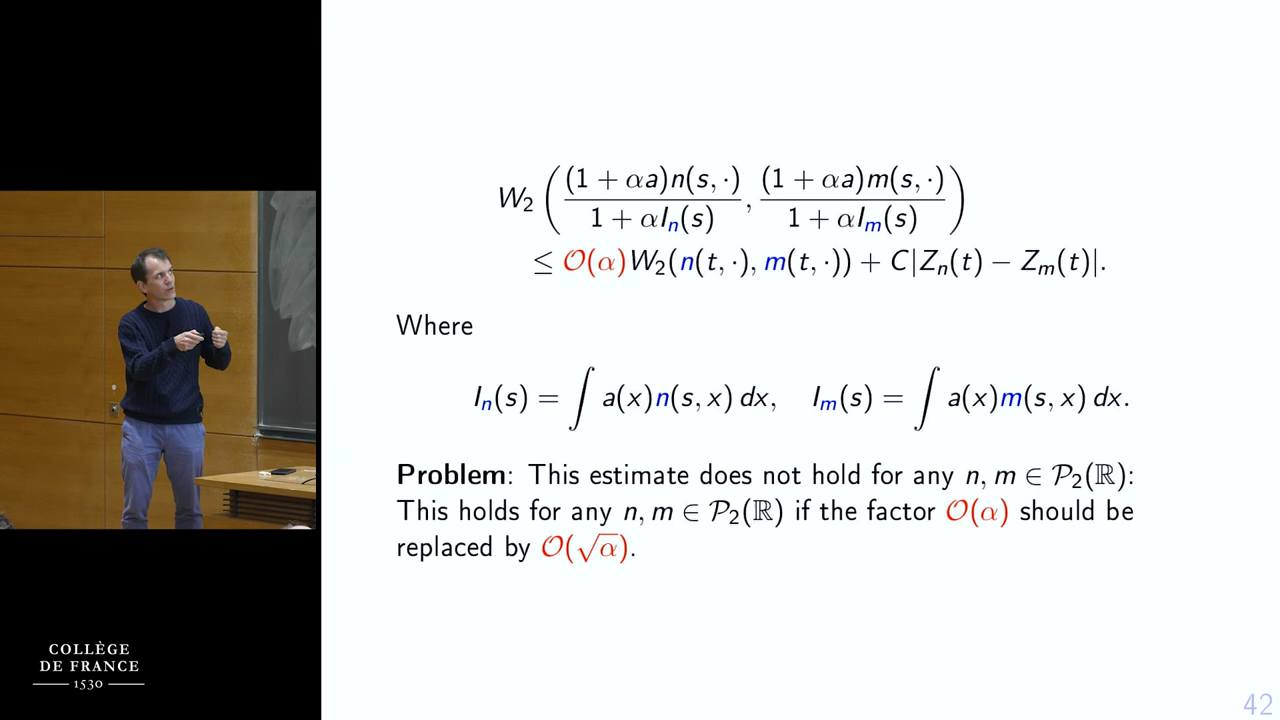 W₂ ( (1 + αa)n(s, ·) / 1 + αIₙ(s) , (1 + αa)m(s, ·) / 1 + αIₘ(s) )
≤ 𝒪(α)W₂(n(t, ·), m(t, ·)) + C|Zₙ(t) − Zₘ(t)|.
Where
Iₙ(s) = ∫ a(x)n(s, x) dx, Iₘ(s) = ∫ a(x)m(s, x) dx.
Problem: This estimate does not hold for any n, m ∈ 𝒫₂(ℝ):
This holds for any n, m ∈ 𝒫₂(ℝ) if the factor 𝒪(α) should be
replaced by 𝒪(√α).
COLLÈGE
DE FRANCE
1530
42